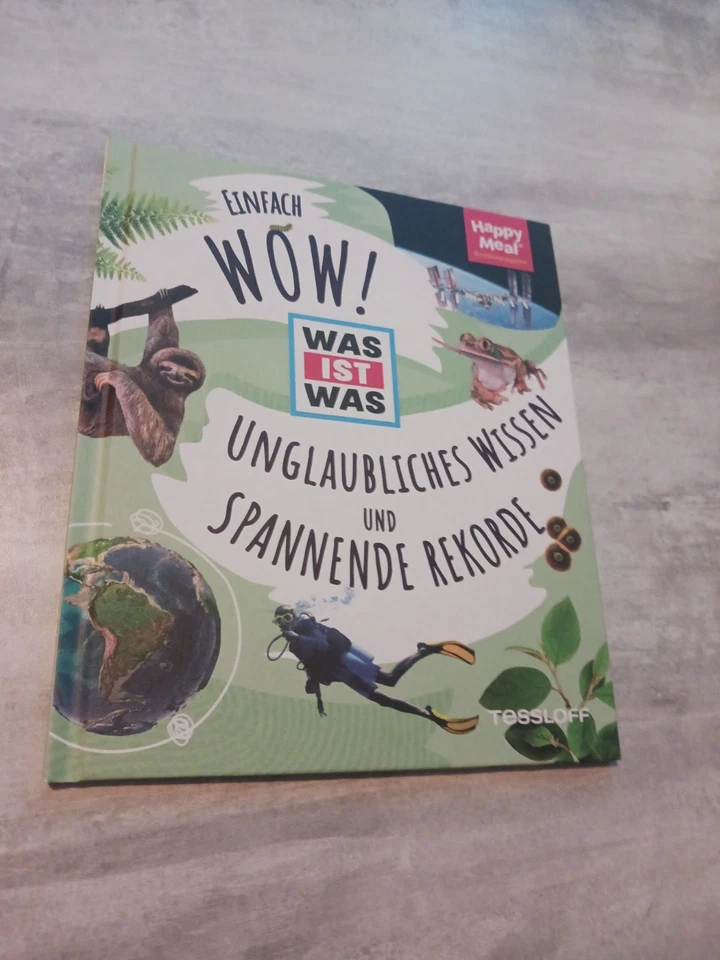 EINFACH
WOW!
Happy
Meal®
WAS
IST
WAS
UNGLAUBLICHES WISSEN
UND
SPANNENDE REKORDE
TESSLOFF